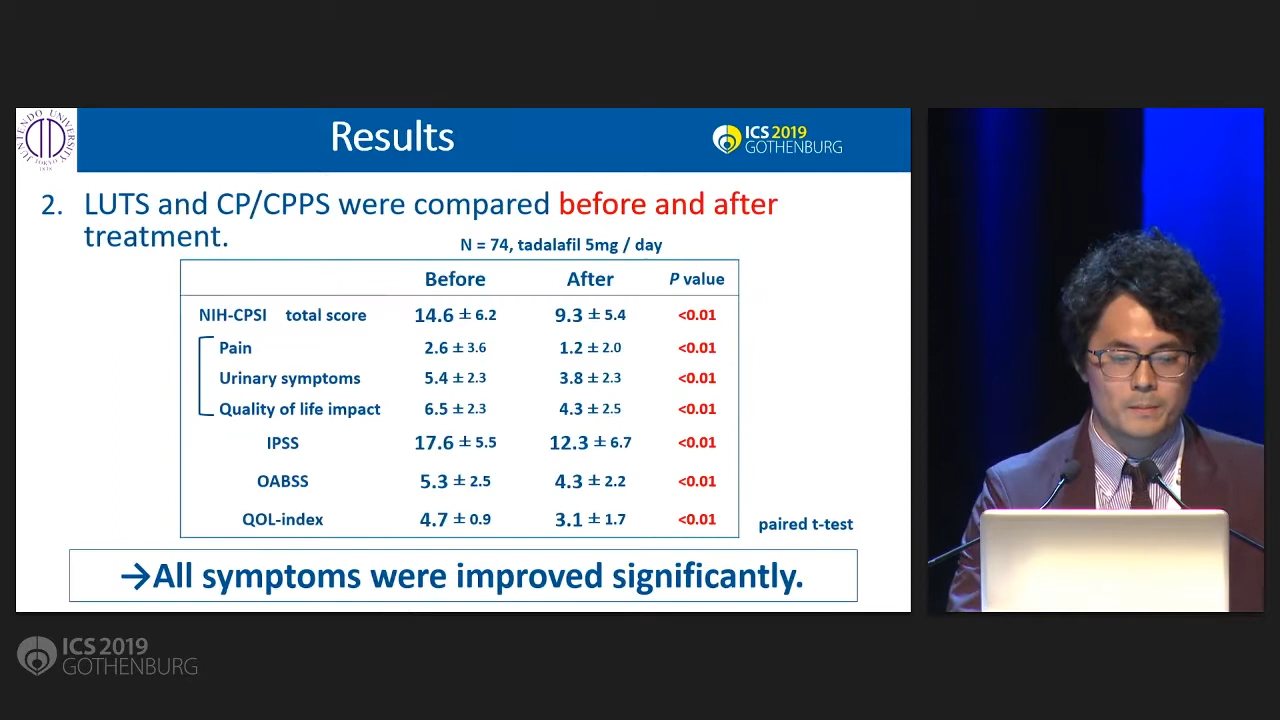 JUNTENDO UNIVERSITY
TOKYO
1838
Results
ICS 2019
GOTHENBURG
2. LUTS and CP/CPPS were compared before and after
treatment.
N = 74, tadalafil 5mg / day
Before After P value
NIH-CPSI total score 14.6 ± 6.2 9.3 ± 5.4 <0.01
Pain 2.6 ± 3.6 1.2 ± 2.0 <0.01
Urinary symptoms 5.4 ± 2.3 3.8 ± 2.3 <0.01
Quality of life impact 6.5 ± 2.3 4.3 ± 2.5 <0.01
IPSS 17.6 ± 5.5 12.3 ± 6.7 <0.01
OABSS 5.3 ± 2.5 4.3 ± 2.2 <0.01
QOL-index 4.7 ± 0.9 3.1 ± 1.7 <0.01
paired t-test
→All symptoms were improved significantly.
ICS 2019
GOTHENBURG